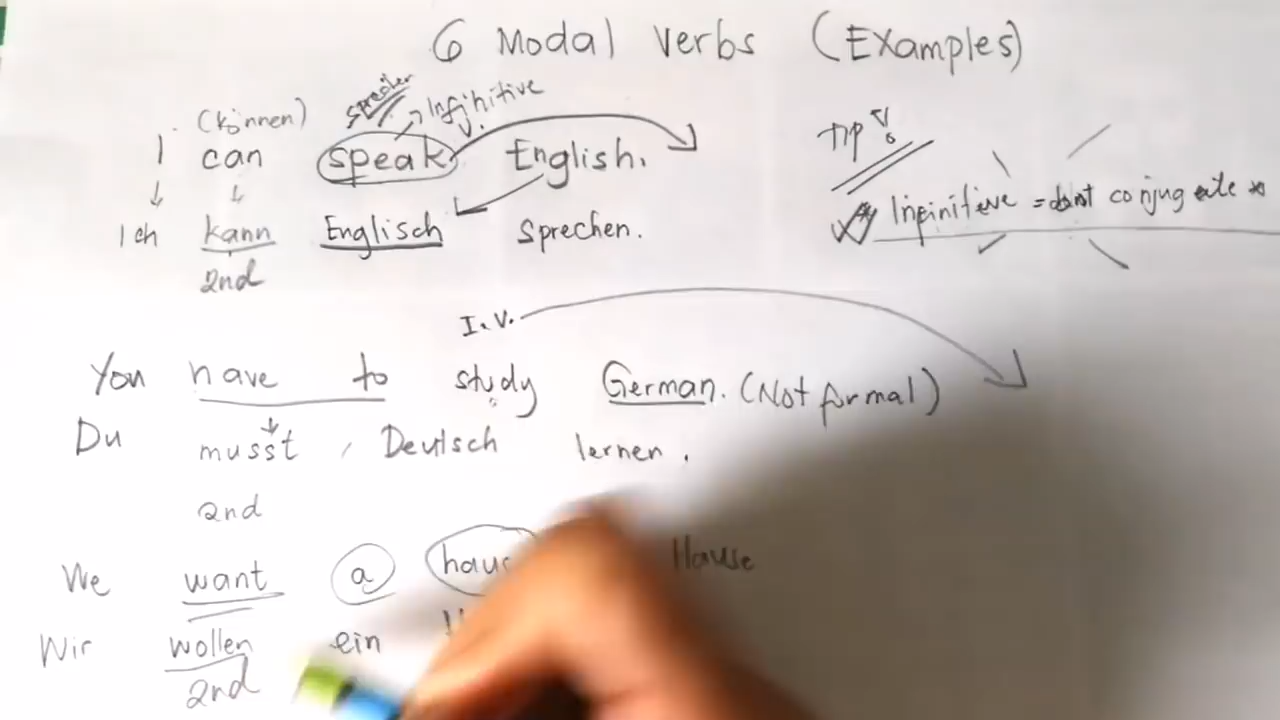 6 Modal verbs (Examples)
sprechen Infinitive
(können) Tip
I can speak English.
Infinitive = don't conjugate
Ich kann Englisch Sprechen.
2nd
I.V.
You have to study German. (Not formal)
Du musst Deutsch lernen.
2nd
We want a Hause
Wir wollen ein
2nd